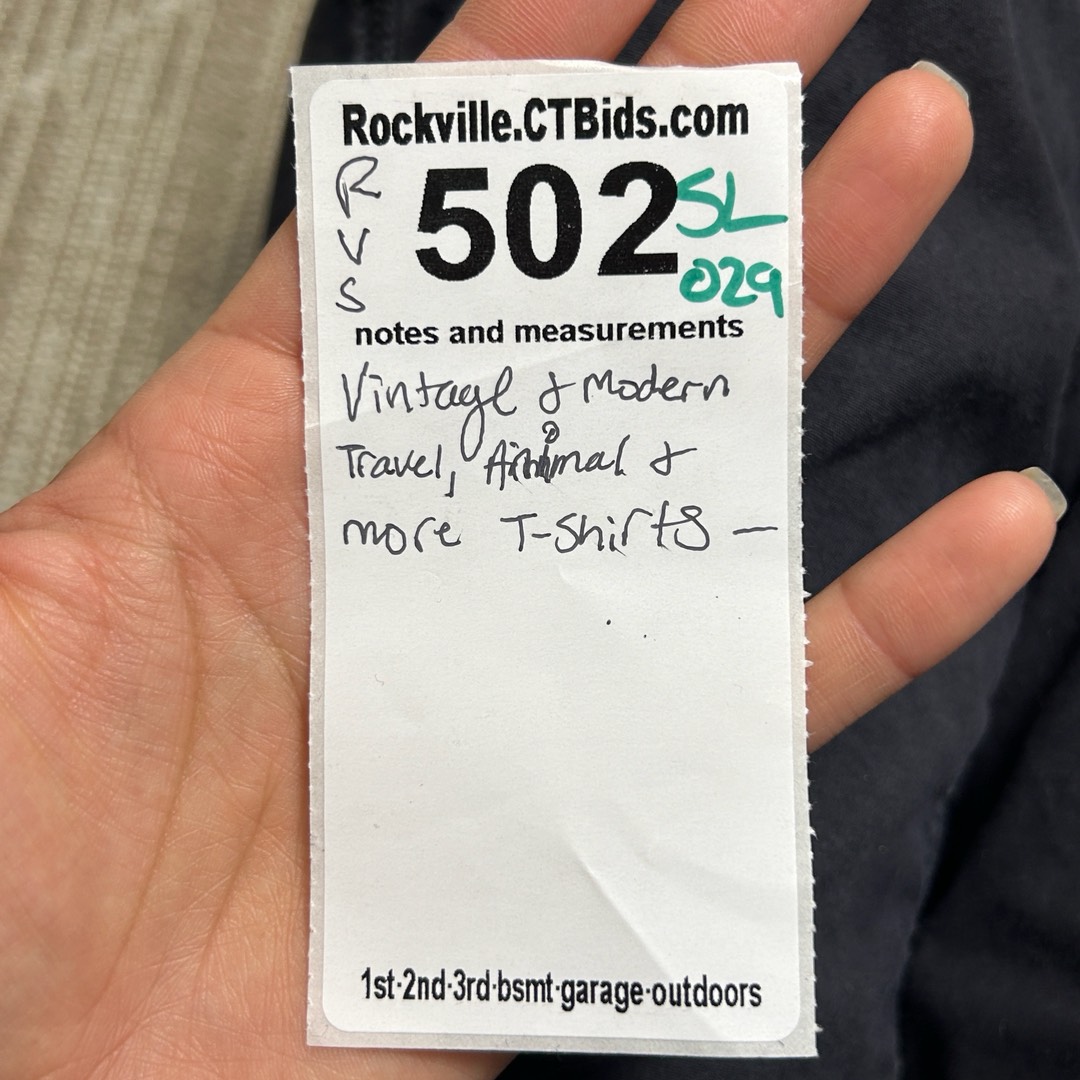 Rockville.CTBids.com
R
V
S
502
SL
029
notes and measurements
Vintage & Modern
Travel, Animal &
more T-Shirts —
1st·2nd·3rd·bsmt·garage·outdoors